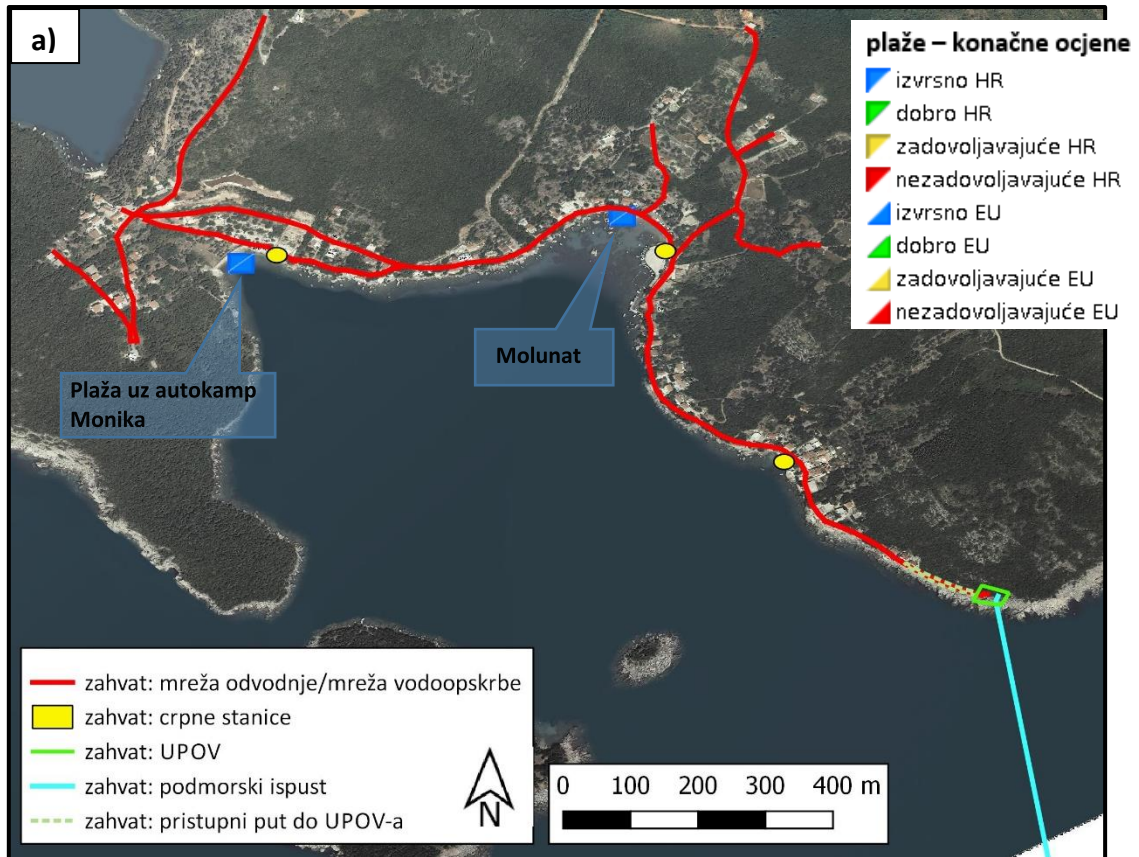 a)
plaže – konačne ocjene
izvrsno HR
dobro HR
zadovoljavajuće HR
nezadovoljavajuće HR
izvrsno EU
dobro EU
zadovoljavajuće EU
nezadovoljavajuće EU
Molunat
Plaža uz autokamp
Monika
zahvat: mreža odvodnje/mreža vodoopskrbe
zahvat: crpne stanice
zahvat: UPOV
zahvat: podmorski ispust
zahvat: pristupni put do UPOV-a
N
0 100 200 300 400 m